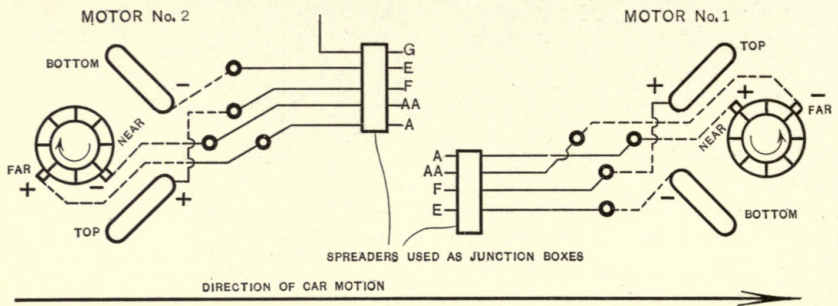 MOTOR No. 2
MOTOR No. 1
BOTTOM
−
G
E
F
AA
A
NEAR
FAR
+
−
+
TOP
TOP
+
+
−
FAR
NEAR
A
AA
F
E
−
BOTTOM
SPREADERS USED AS JUNCTION BOXES
DIRECTION OF CAR MOTION